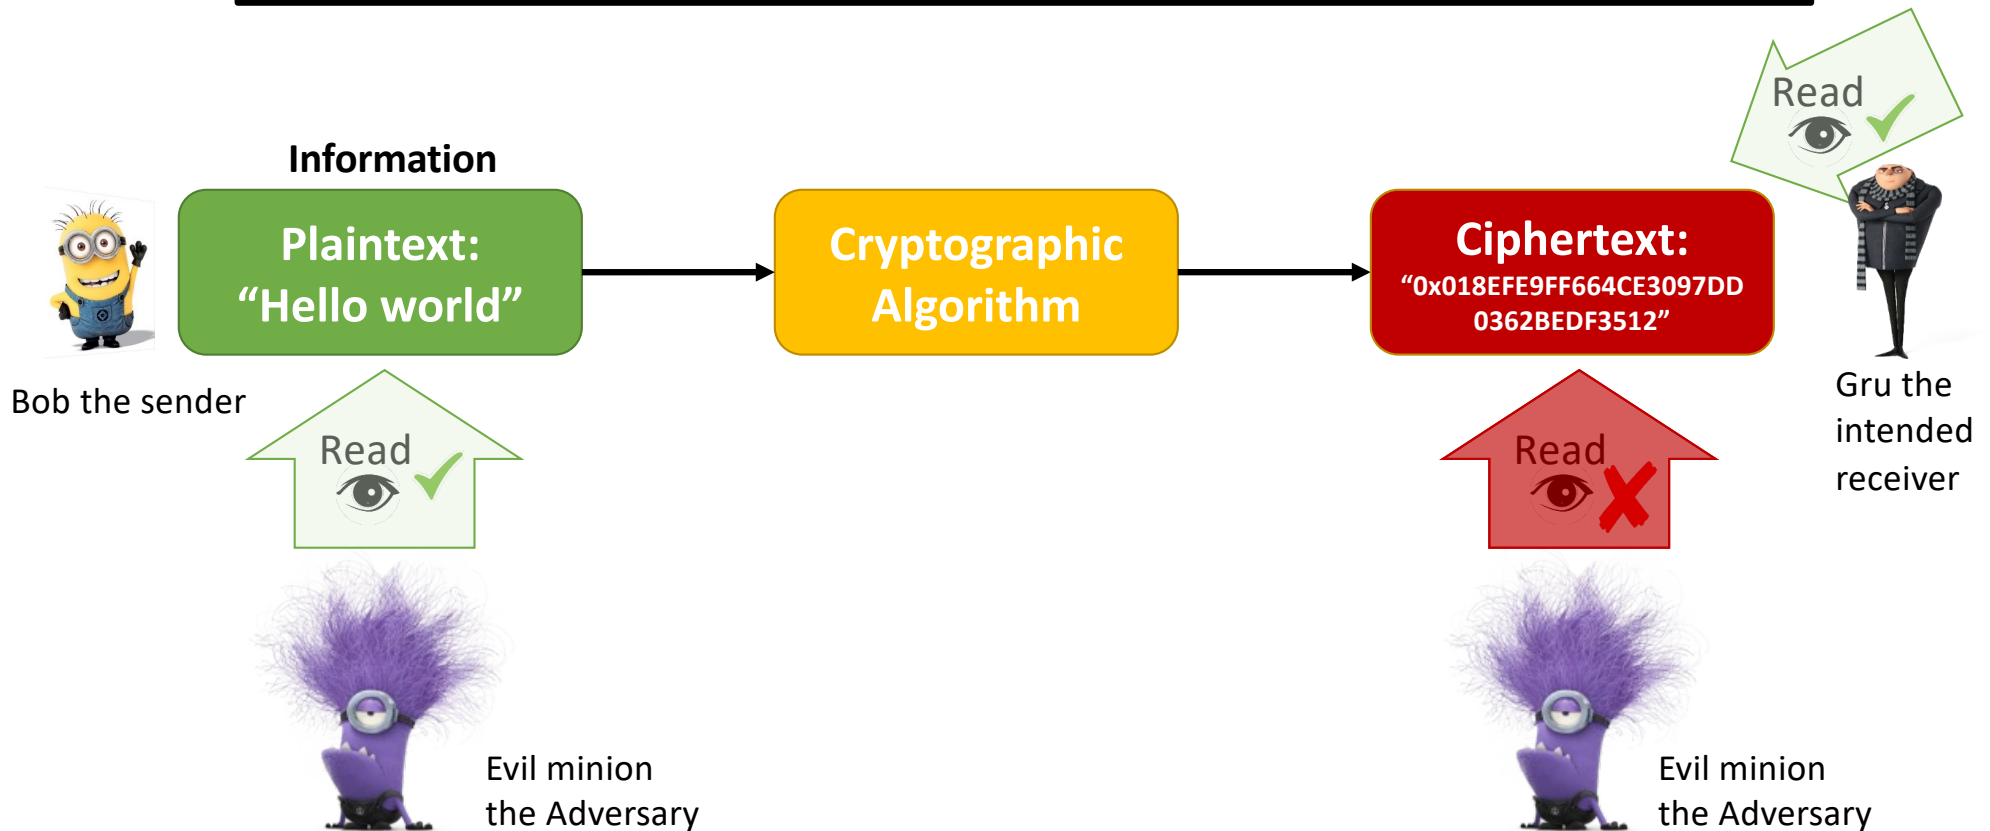 Read
Information
Plaintext:
“Hello world”
Cryptographic
Algorithm
Ciphertext:
“0x018EFE9FF664CE3097DD
0362BEDF3512”
Bob the sender
Gru the
intended
receiver
Read
Read
Evil minion
the Adversary
Evil minion
the Adversary